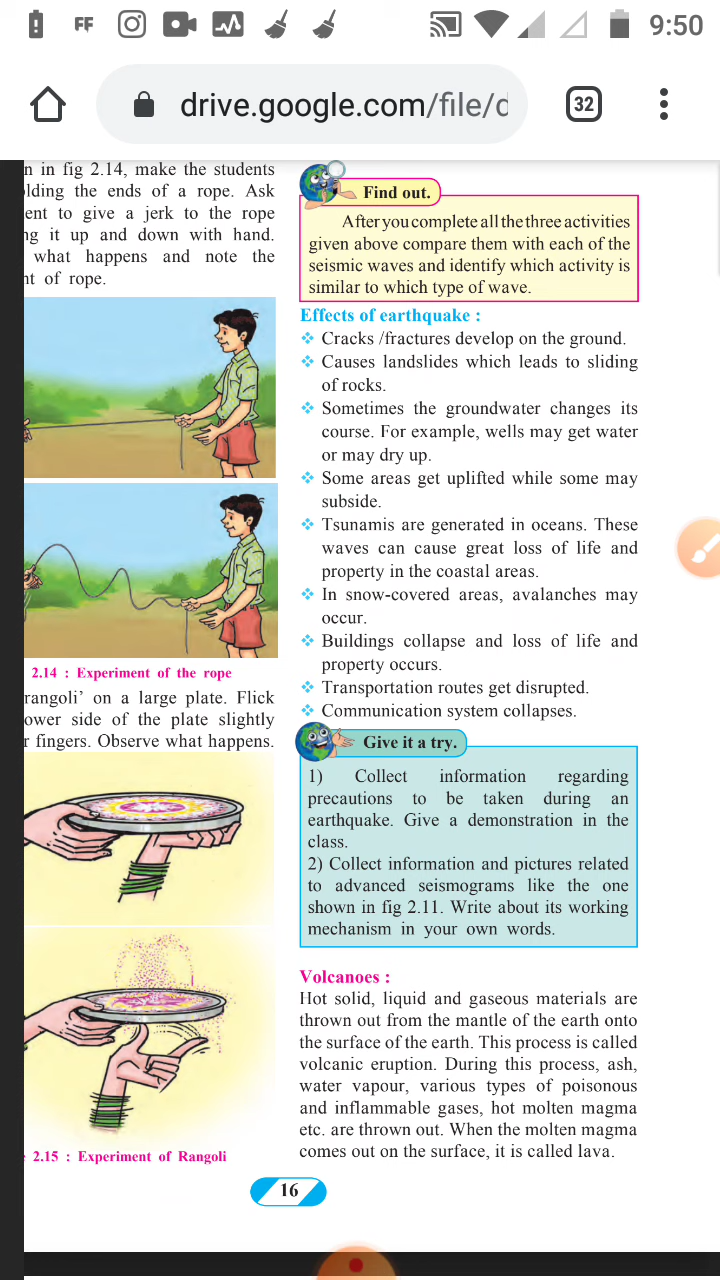 FF
9:50
drive.google.com/file/d
32
n in fig 2.14, make the students
lding the ends of a rope. Ask
ent to give a jerk to the rope
ng it up and down with hand.
what happens and note the
nt of rope.
2.14 : Experiment of the rope
rangoli’ on a large plate. Flick
ower side of the plate slightly
r fingers. Observe what happens.
2.15 : Experiment of Rangoli
Find out.
After you complete all the three activities
given above compare them with each of the
seismic waves and identify which activity is
similar to which type of wave.
Effects of earthquake :
❖ Cracks /fractures develop on the ground.
❖ Causes landslides which leads to sliding
of rocks.
❖ Sometimes the groundwater changes its
course. For example, wells may get water
or may dry up.
❖ Some areas get uplifted while some may
subside.
❖ Tsunamis are generated in oceans. These
waves can cause great loss of life and
property in the coastal areas.
❖ In snow-covered areas, avalanches may
occur.
❖ Buildings collapse and loss of life and
property occurs.
❖ Transportation routes get disrupted.
❖ Communication system collapses.
Give it a try.
1) Collect information regarding
precautions to be taken during an
earthquake. Give a demonstration in the
class.
2) Collect information and pictures related
to advanced seismograms like the one
shown in fig 2.11. Write about its working
mechanism in your own words.
Volcanoes :
Hot solid, liquid and gaseous materials are
thrown out from the mantle of the earth onto
the surface of the earth. This process is called
volcanic eruption. During this process, ash,
water vapour, various types of poisonous
and inflammable gases, hot molten magma
etc. are thrown out. When the molten magma
comes out on the surface, it is called lava.
16